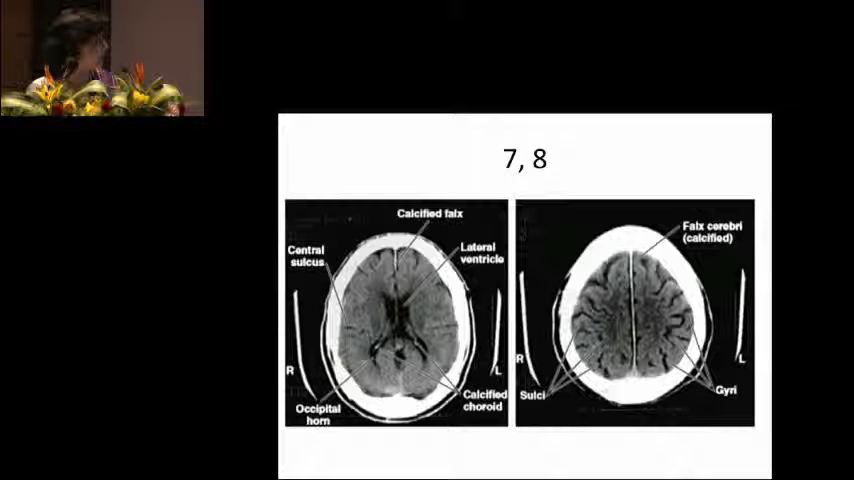 7, 8
Calcified falx
Central
sulcus
Lateral
ventricle
R
L
Occipital
horn
Calcified
choroid
Falx cerebri
(calcified)
R
L
Sulci
Gyri